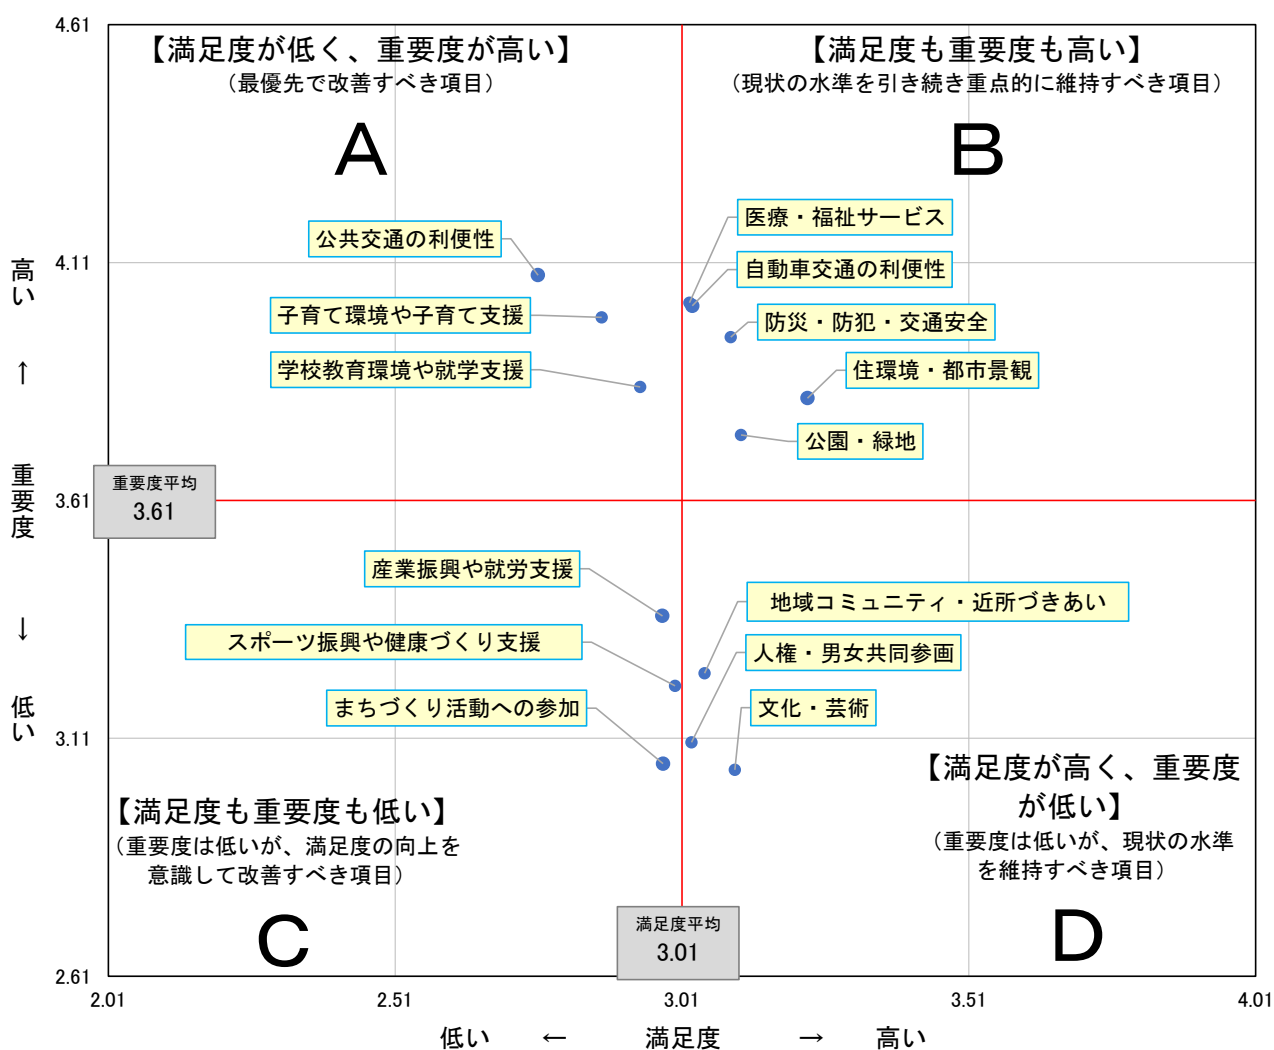 4.61
【満足度が低く、重要度が高い】
（最優先で改善すべき項目）
A
【満足度も重要度も高い】
（現状の水準を引き続き重点的に維持すべき項目）
B
医療・福祉サービス
公共交通の利便性
4.11
自動車交通の利便性
子育て環境や子育て支援
防災・防犯・交通安全
学校教育環境や就学支援
住環境・都市景観
公園・緑地
高い
↑
重要度
↓
低い
重要度平均
3.61
3.61
産業振興や就労支援
地域コミュニティ・近所づきあい
スポーツ振興や健康づくり支援
人権・男女共同参画
まちづくり活動への参加
文化・芸術
3.11
【満足度も重要度も低い】
（重要度は低いが、満足度の向上を
意識して改善すべき項目）
C
【満足度が高く、重要度
が低い】
（重要度は低いが、現状の水準
を維持すべき項目）
D
満足度平均
3.01
2.61
2.01
2.51
3.01
3.51
4.01
低い ← 満足度 → 高い